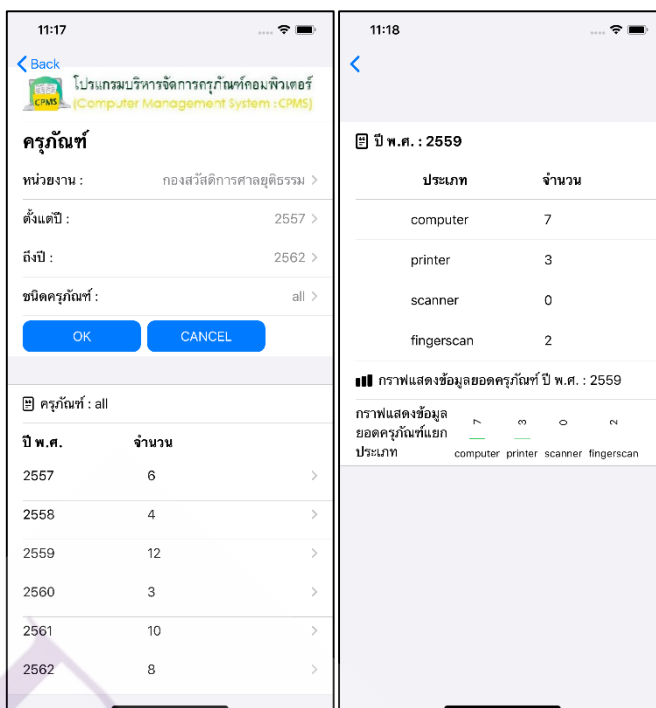 11:17
Back
CPMS
โปรแกรมบริหารจัดการครุภัณฑ์คอมพิวเตอร์
(Computer Management System : CPMS)
ครุภัณฑ์
หน่วยงาน : กองสวัสดิการศาลยุติธรรม
ตั้งแต่ปี : 2557
ถึงปี : 2562
ชนิดครุภัณฑ์ : all
OK CANCEL
ครุภัณฑ์ : all
ปี พ.ศ. จำนวน
2557 6
2558 4
2559 12
2560 3
2561 10
2562 8
11:18
ปี พ.ศ. : 2559
ประเภท จำนวน
computer 7
printer 3
scanner 0
fingerscan 2
กราฟแสดงข้อมูลยอดครุภัณฑ์ ปี พ.ศ. : 2559
กราฟแสดงข้อมูล
ยอดครุภัณฑ์แยก
ประเภท
7 3 0 2
computer printer scanner fingerscan